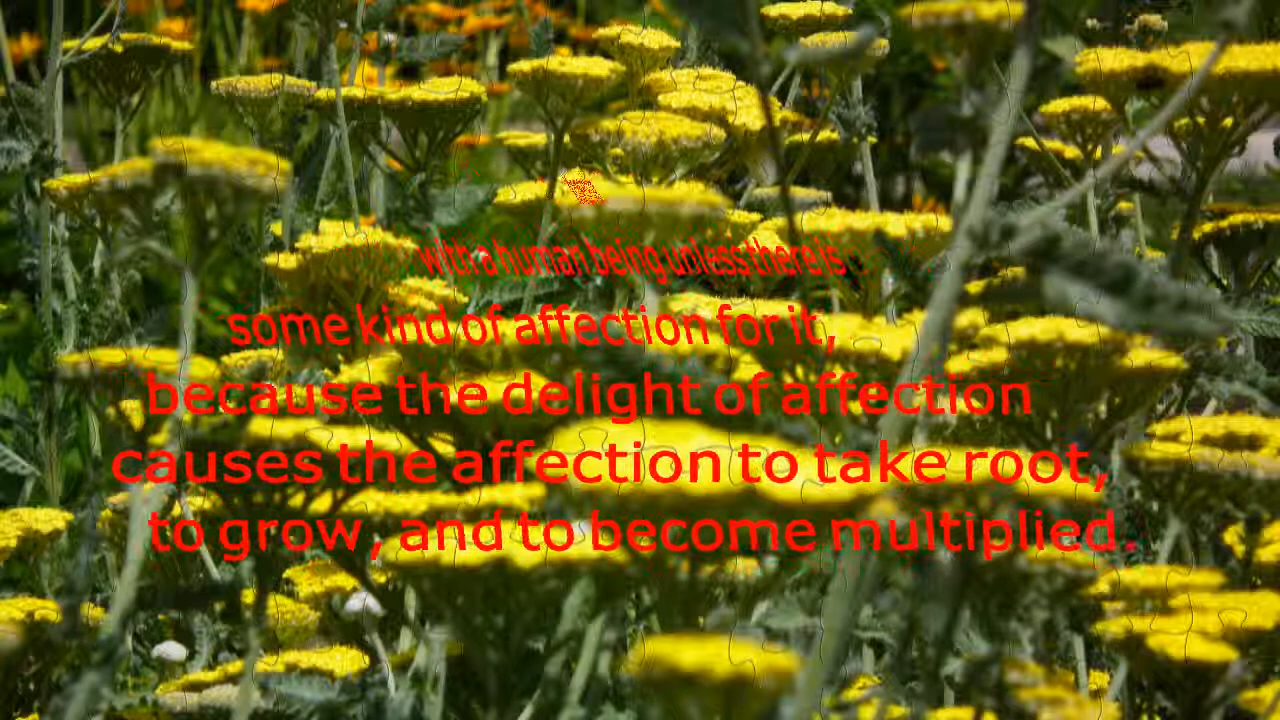 with a human being unless there is
some kind of affection for it,
because the delight of affection
causes the affection to take root,
to grow, and to become multiplied.